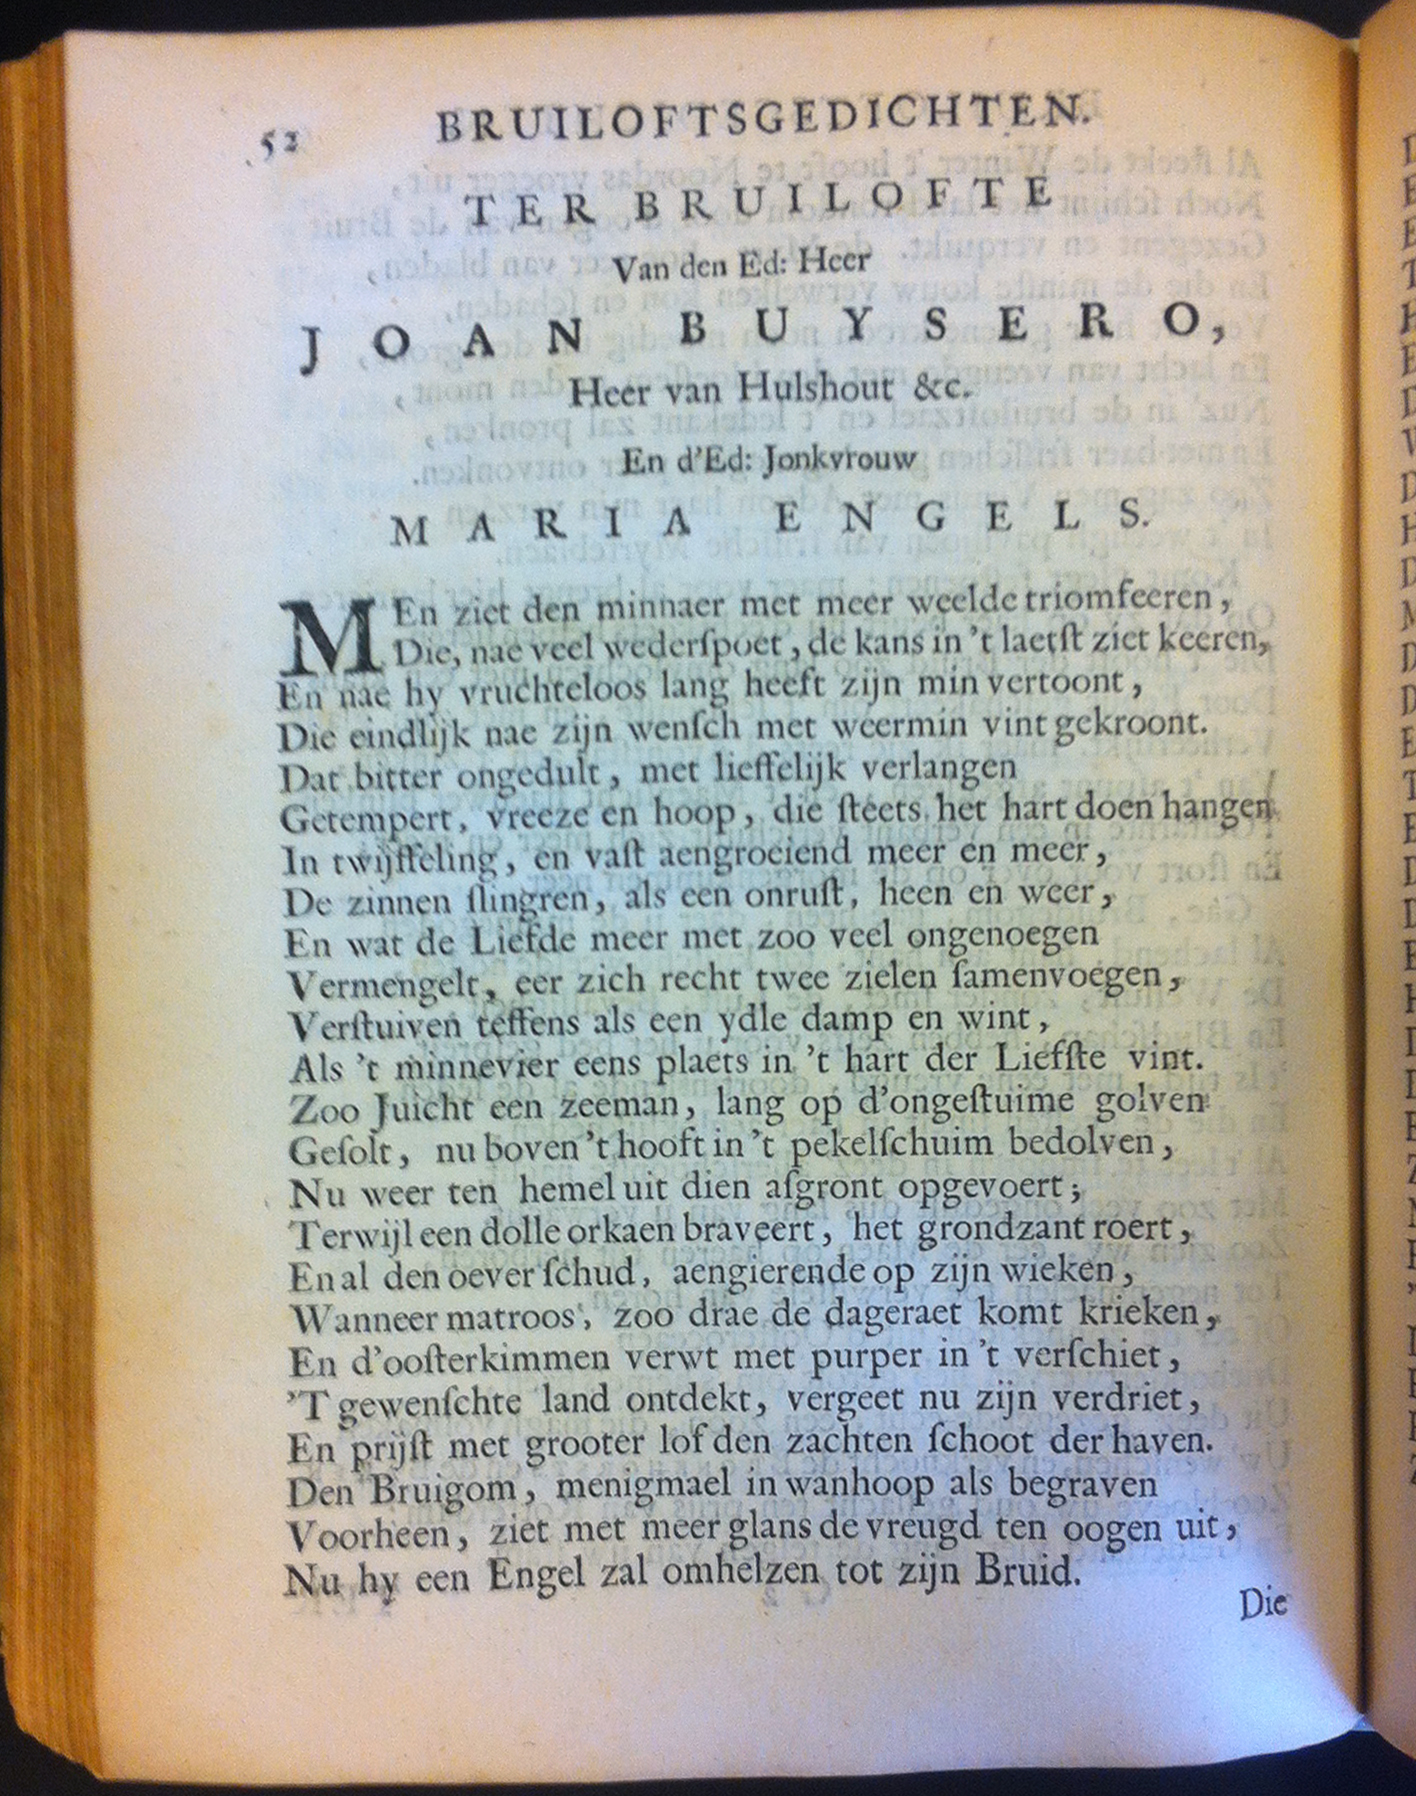 52 BRUILOFTSGEDICHTEN.
TER BRUILOFTE
Van den Ed: Heer
JOAN BUYSERO,
Heer van Hulshout &c.
En d'Ed: Jonkvrouw
MARIA ENGELS.
MEn ziet den minnaer met meer weelde triomfeeren,
Die, nae veel wederſpoet, de kans in 't laetſt ziet keeren,
En nae hy vruchteloos lang heeft zijn min vertoont,
Die eindlijk nae zijn wenſch met weermin vint gekroont.
Dat bitter ongedult, met lieffelijk verlangen
Getempert, vreeze en hoop, die ſteets het hart doen hangen
In twijffeling, en vaſt aengroeiend meer en meer,
De zinnen ſlingren, als een onruſt, heen en weer,
En wat de Liefde meer met zoo veel ongenoegen
Vermengelt, eer zich recht twee zielen ſamenvoegen,
Verſtuiven teffens als een ydle damp en wint,
Als 't minnevier eens plaets in 't hart der Liefſte vint.
Zoo Juicht een zeeman, lang op d'ongeſtuime golven
Geſolt, nu boven 't hooft in 't pekelſchuim bedolven,
Nu weer ten hemel uit dien afgront opgevoert;
Terwijl een dolle orkaen braveert, het grondzant roert,
En al den oever ſchud, aengierende op zijn wieken,
Wanneer matroos, zoo drae de dageraet komt krieken,
En d'ooſterkimmen verwt met purper in 't verſchiet,
'T gewenſchte land ontdekt, vergeet nu zijn verdriet,
En prijſt met grooter lof den zachten ſchoot der haven.
Den Bruigom, menigmael in wanhoop als begraven
Voorheen, ziet met meer glans de vreugd ten oogen uit,
Nu hy een Engel zal omhelzen tot zijn Bruid.
Die